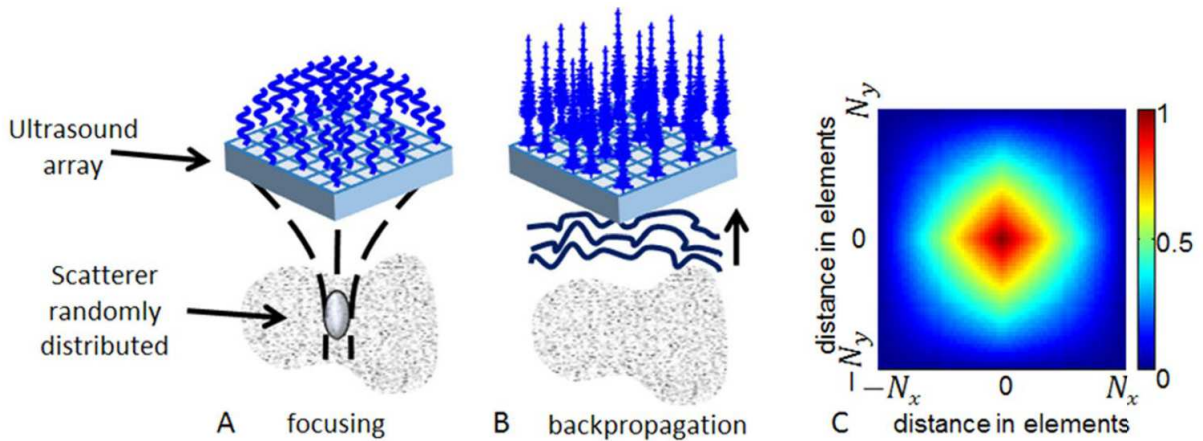 Ultrasound
array
Scatterer
randomly
distributed
A focusing
B backpropagation
distance in elements
N_y
0
−N_y
1
0.5
0
−N_x 0 N_x
C distance in elements